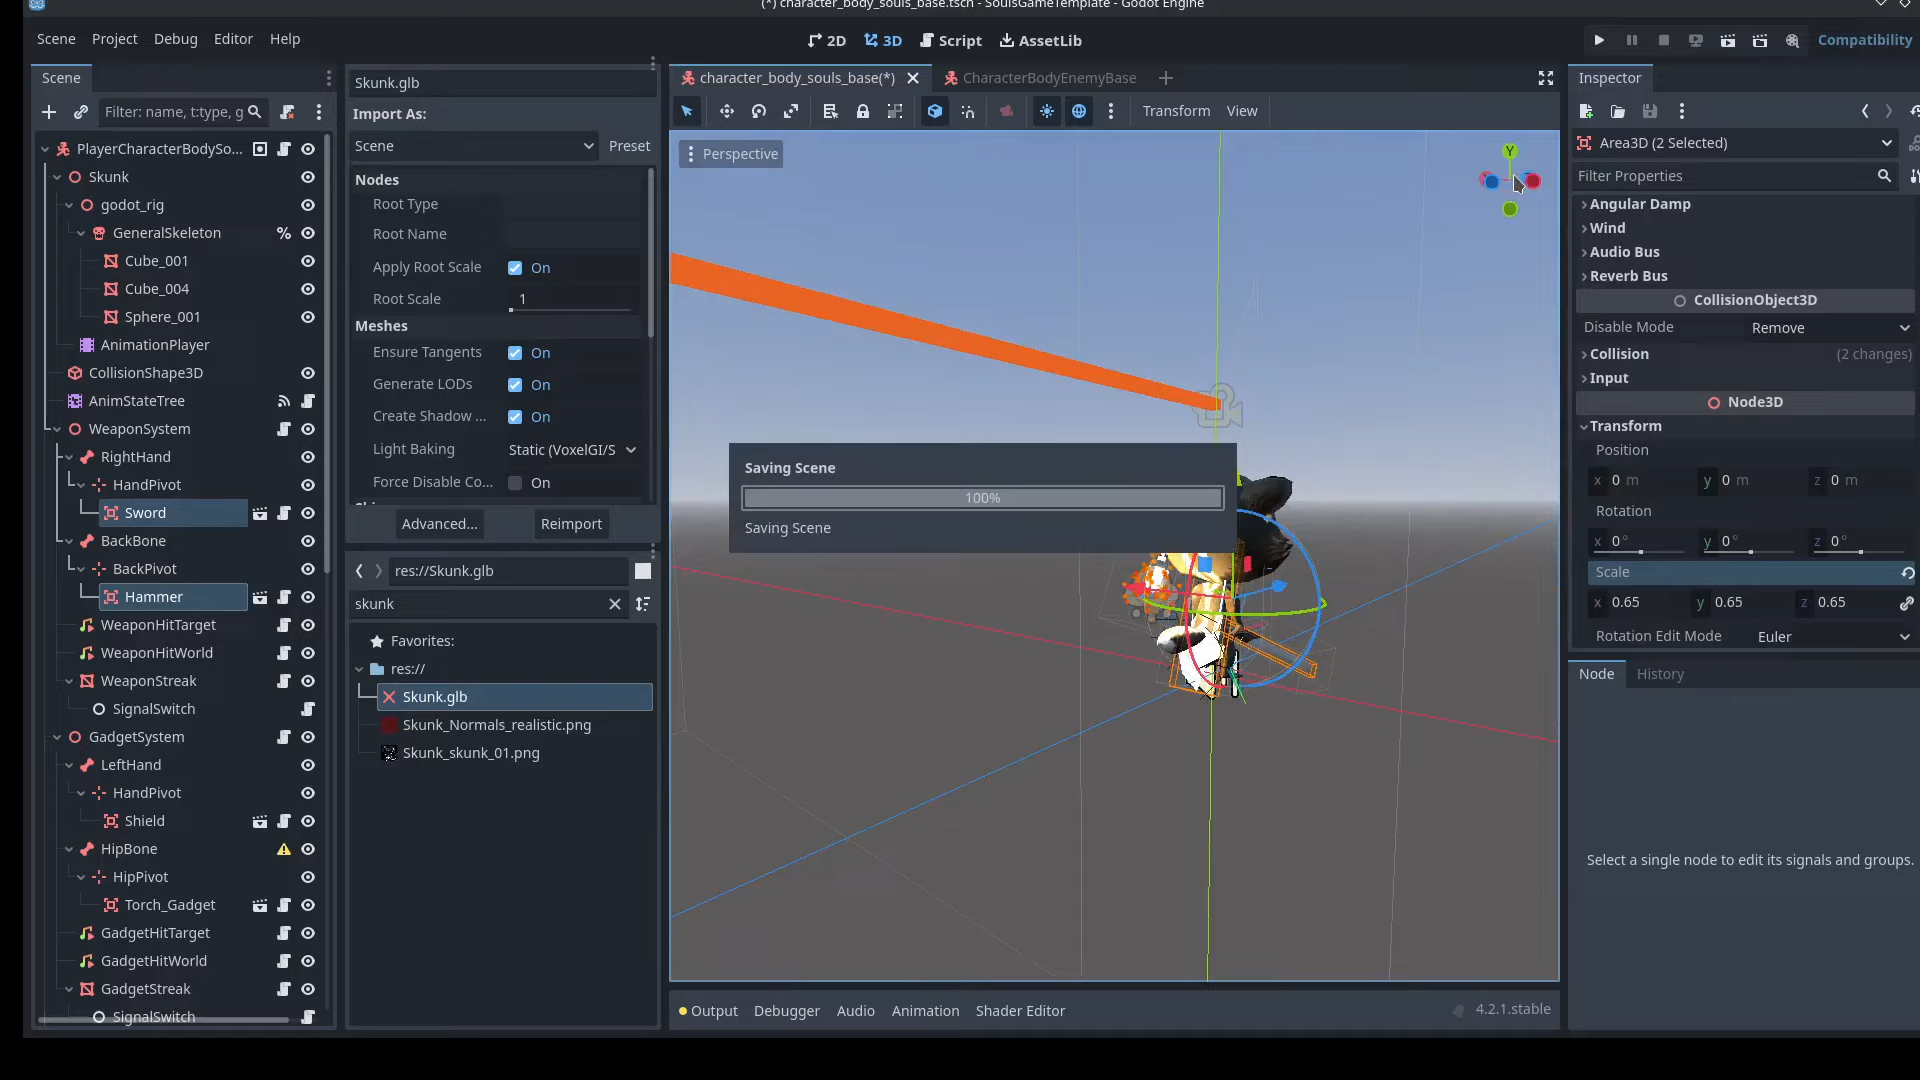 (*) character_body_souls_base.tscn - SoulsGameTemplate - Godot Engine
Scene Project Debug Editor Help
2D 3D Script AssetLib
Compatibility
Scene
Filter: name, t:type, g
PlayerCharacterBodySo...
Skunk
godot_rig
GeneralSkeleton
Cube_001
Cube_004
Sphere_001
AnimationPlayer
CollisionShape3D
AnimStateTree
WeaponSystem
RightHand
HandPivot
Sword
BackBone
BackPivot
Hammer
WeaponHitTarget
WeaponHitWorld
WeaponStreak
SignalSwitch
GadgetSystem
LeftHand
HandPivot
Shield
HipBone
HipPivot
Torch_Gadget
GadgetHitTarget
GadgetHitWorld
GadgetStreak
SignalSwitch
Skunk.glb
Import As:
Scene Preset
Nodes
Root Type
Root Name
Apply Root Scale On
Root Scale 1
Meshes
Ensure Tangents On
Generate LODs On
Create Shadow ... On
Light Baking Static (VoxelGI/S
Force Disable Co... On
Advanced... Reimport
res://Skunk.glb
skunk
Favorites:
res://
Skunk.glb
Skunk_Normals_realistic.png
Skunk_skunk_01.png
character_body_souls_base(*) CharacterBodyEnemyBase
Transform View
Perspective
Y
Saving Scene
100%
Saving Scene
Output Debugger Audio Animation Shader Editor 4.2.1.stable
Inspector
Area3D (2 Selected)
Filter Properties
Angular Damp
Wind
Audio Bus
Reverb Bus
CollisionObject3D
Disable Mode Remove
Collision (2 changes)
Input
Node3D
Transform
Position
x 0 m y 0 m z 0 m
Rotation
x 0 ° y 0 ° z 0 °
Scale
x 0.65 y 0.65 z 0.65
Rotation Edit Mode Euler
Node History
Select a single node to edit its signals and groups.